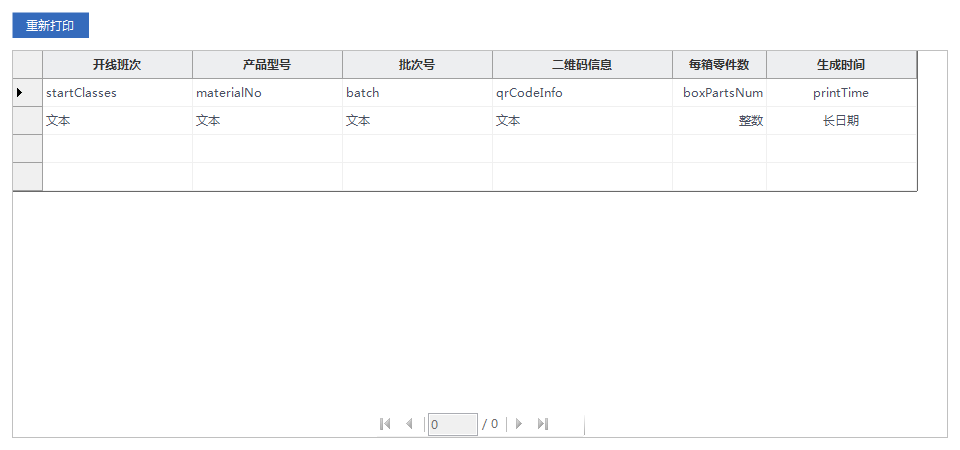 重新打印
开线班次 产品型号 批次号 二维码信息 每箱零件数 生成时间
startClasses materialNo batch qrCodeInfo boxPartsNum printTime
文本 文本 文本 文本 整数 长日期
0 / 0